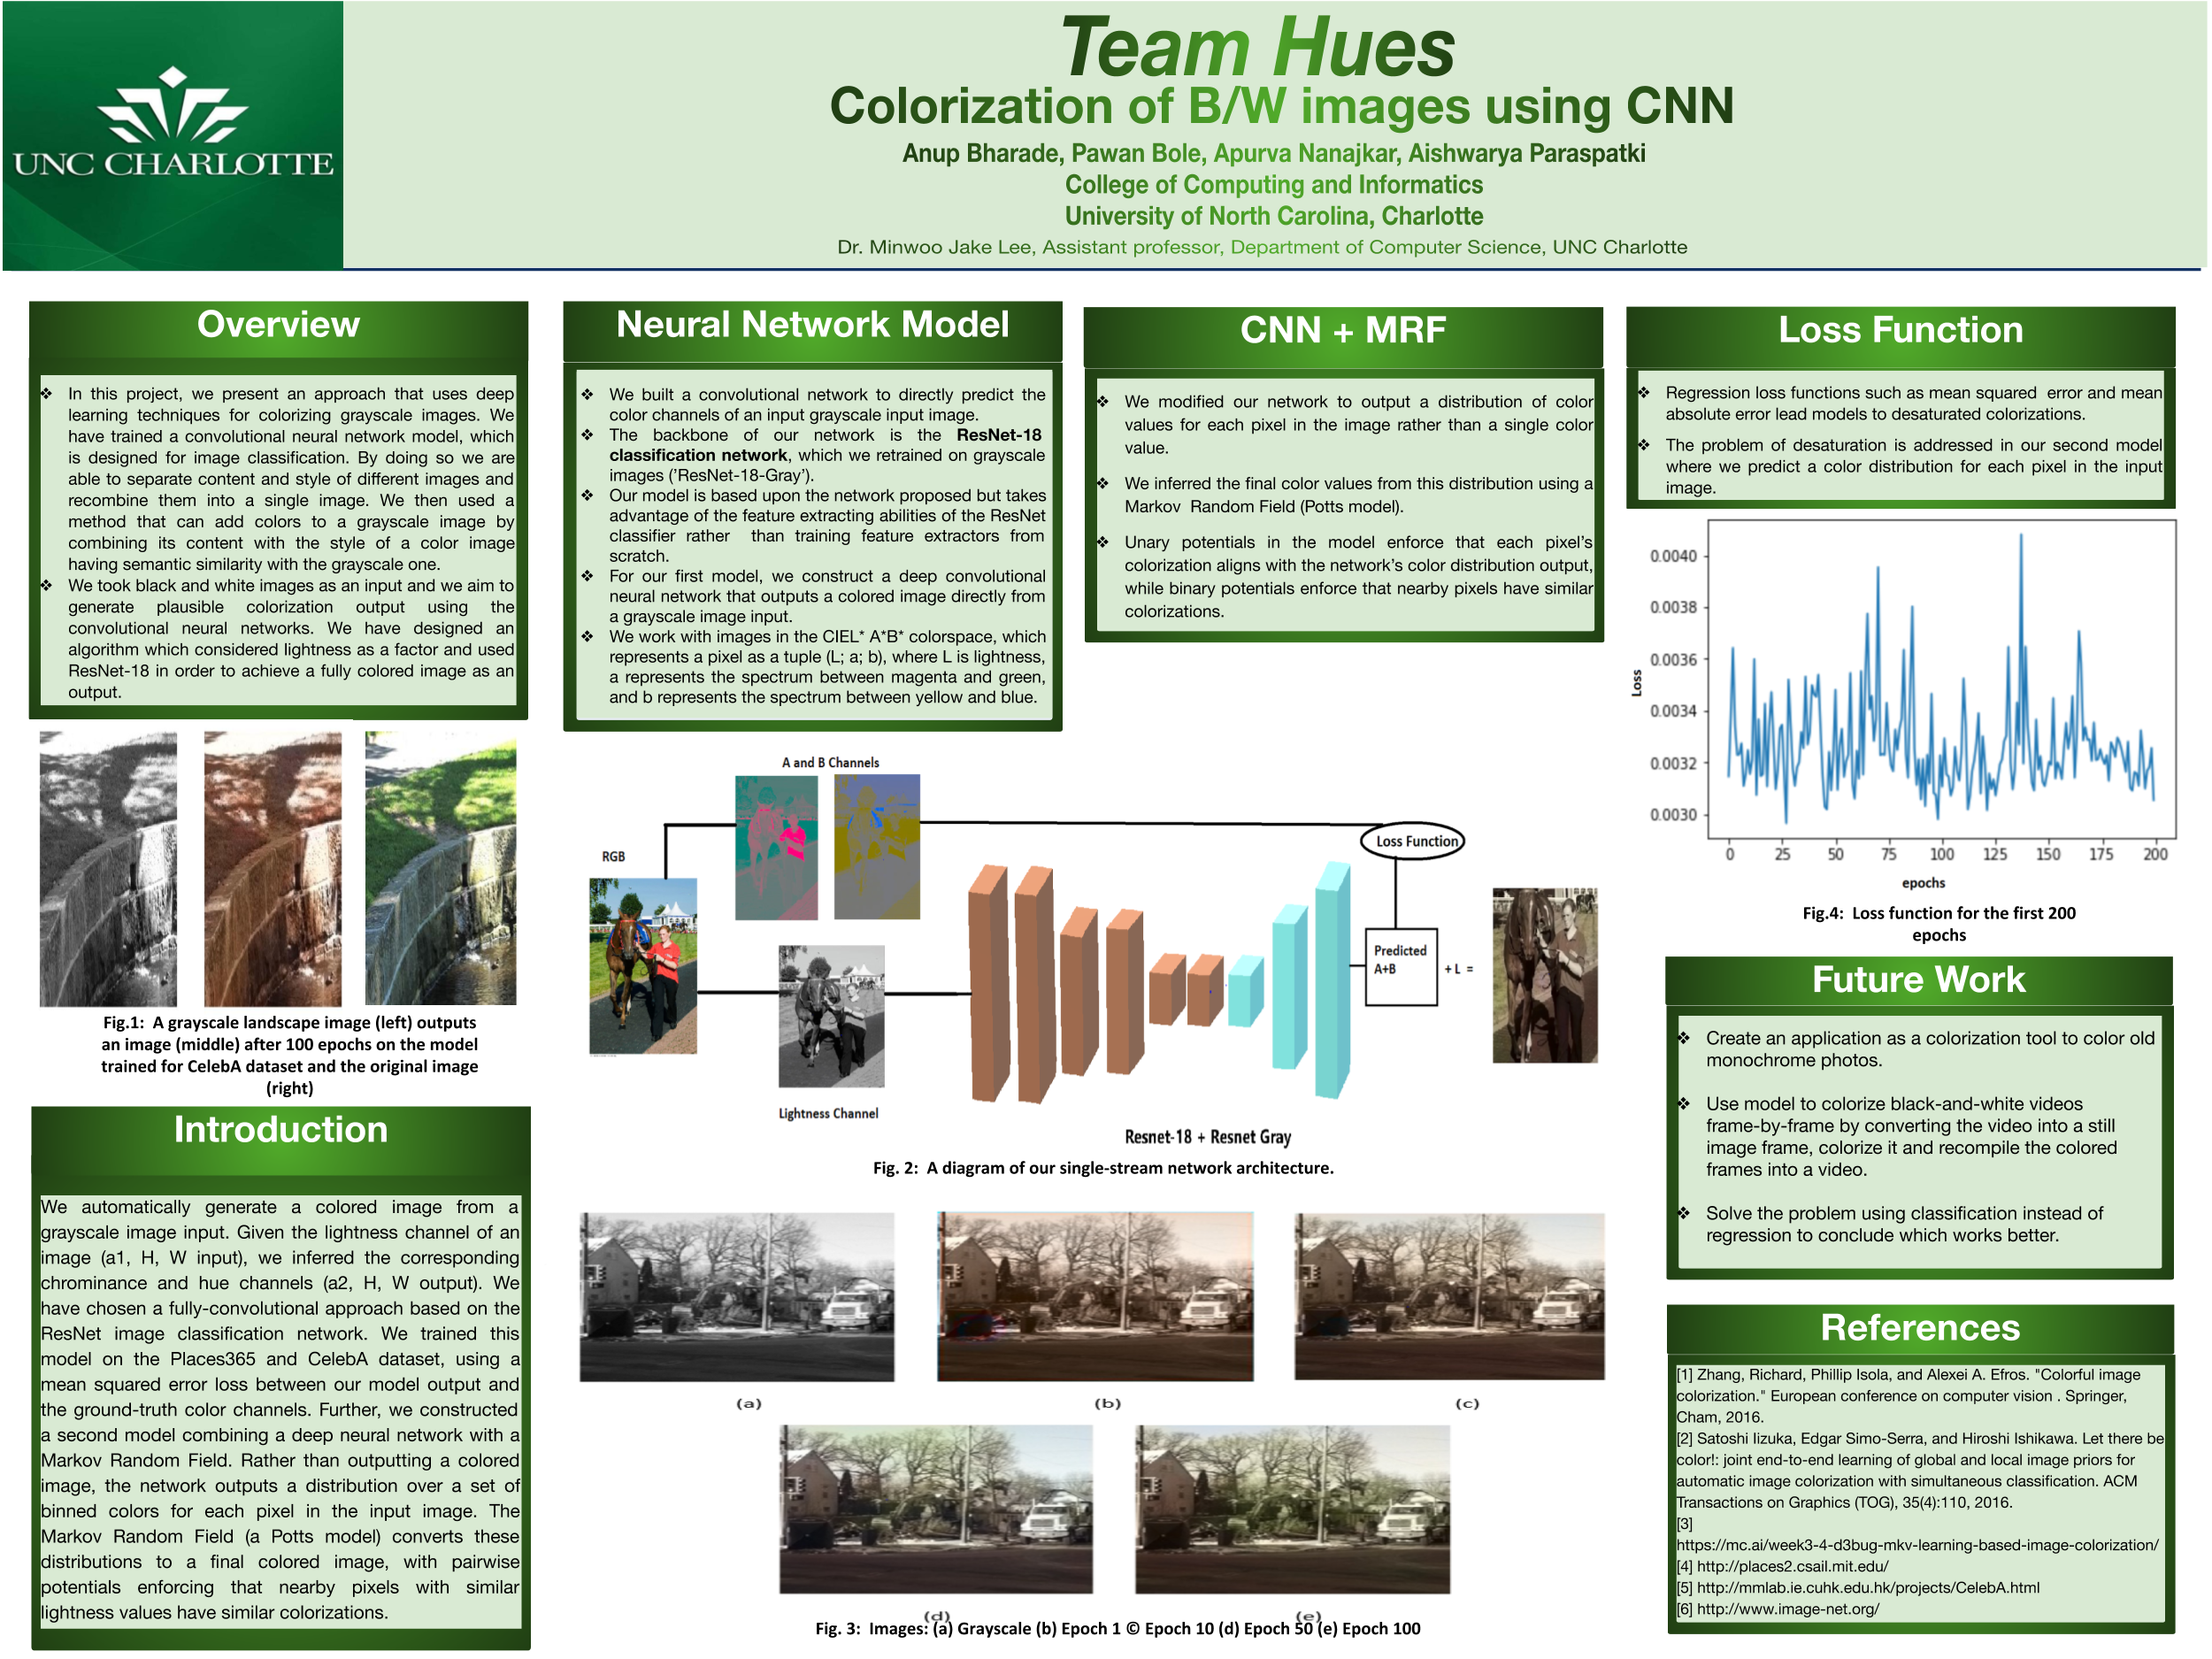 UNC CHARLOTTE
Team Hues
Colorization of B/W images using CNN
Anup Bharade, Pawan Bole, Apurva Nanajkar, Aishwarya Paraspatki
College of Computing and Informatics
University of North Carolina, Charlotte
Dr. Minwoo Jake Lee, Assistant professor, Department of Computer Science, UNC Charlotte
Overview
❖ In this project, we present an approach that uses deep
learning techniques for colorizing grayscale images. We
have trained a convolutional neural network model, which
is designed for image classification. By doing so we are
able to separate content and style of different images and
recombine them into a single image. We then used a
method that can add colors to a grayscale image by
combining its content with the style of a color image
having semantic similarity with the grayscale one.
❖ We took black and white images as an input and we aim to
generate plausible colorization output using the
convolutional neural networks. We have designed an
algorithm which considered lightness as a factor and used
ResNet-18 in order to achieve a fully colored image as an
output.
Fig.1: A grayscale landscape image (left) outputs
an image (middle) after 100 epochs on the model
trained for CelebA dataset and the original image
(right)
Introduction
We automatically generate a colored image from a
grayscale image input. Given the lightness channel of an
image (a1, H, W input), we inferred the corresponding
chrominance and hue channels (a2, H, W output). We
have chosen a fully-convolutional approach based on the
ResNet image classification network. We trained this
model on the Places365 and CelebA dataset, using a
mean squared error loss between our model output and
the ground-truth color channels. Further, we constructed
a second model combining a deep neural network with a
Markov Random Field. Rather than outputting a colored
image, the network outputs a distribution over a set of
binned colors for each pixel in the input image. The
Markov Random Field (a Potts model) converts these
distributions to a final colored image, with pairwise
potentials enforcing that nearby pixels with similar
lightness values have similar colorizations.
Neural Network Model
❖ We built a convolutional network to directly predict the
color channels of an input grayscale input image.
❖ The backbone of our network is the ResNet-18
classification network, which we retrained on grayscale
images ('ResNet-18-Gray').
❖ Our model is based upon the network proposed but takes
advantage of the feature extracting abilities of the ResNet
classifier rather than training feature extractors from
scratch.
❖ For our first model, we construct a deep convolutional
neural network that outputs a colored image directly from
a grayscale image input.
❖ We work with images in the CIEL* A*B* colorspace, which
represents a pixel as a tuple (L; a; b), where L is lightness,
a represents the spectrum between magenta and green,
and b represents the spectrum between yellow and blue.
CNN + MRF
❖ We modified our network to output a distribution of color
values for each pixel in the image rather than a single color
value.
❖ We inferred the final color values from this distribution using a
Markov Random Field (Potts model).
❖ Unary potentials in the model enforce that each pixel's
colorization aligns with the network's color distribution output,
while binary potentials enforce that nearby pixels have similar
colorizations.
A and B Channels
RGB
Loss Function
Predicted
A+B
+ L =
Lightness Channel
Resnet-18 + Resnet Gray
Fig. 2: A diagram of our single-stream network architecture.
(a)
(b)
(c)
(d)
(e)
Fig. 3: Images: (a) Grayscale (b) Epoch 1 © Epoch 10 (d) Epoch 50 (e) Epoch 100
Loss Function
❖ Regression loss functions such as mean squared error and mean
absolute error lead models to desaturated colorizations.
❖ The problem of desaturation is addressed in our second model
where we predict a color distribution for each pixel in the input
image.
0.0040
0.0038
0.0036
0.0034
0.0032
0.0030
Loss
0 25 50 75 100 125 150 175 200
epochs
Fig.4: Loss function for the first 200
epochs
Future Work
❖ Create an application as a colorization tool to color old
monochrome photos.
❖ Use model to colorize black-and-white videos
frame-by-frame by converting the video into a still
image frame, colorize it and recompile the colored
frames into a video.
❖ Solve the problem using classification instead of
regression to conclude which works better.
References
[1] Zhang, Richard, Phillip Isola, and Alexei A. Efros. "Colorful image
colorization." European conference on computer vision . Springer,
Cham, 2016.
[2] Satoshi Iizuka, Edgar Simo-Serra, and Hiroshi Ishikawa. Let there be
color!: joint end-to-end learning of global and local image priors for
automatic image colorization with simultaneous classification. ACM
Transactions on Graphics (TOG), 35(4):110, 2016.
[3]
https://mc.ai/week3-4-d3bug-mkv-learning-based-image-colorization/
[4] http://places2.csail.mit.edu/
[5] http://mmlab.ie.cuhk.edu.hk/projects/CelebA.html
[6] http://www.image-net.org/